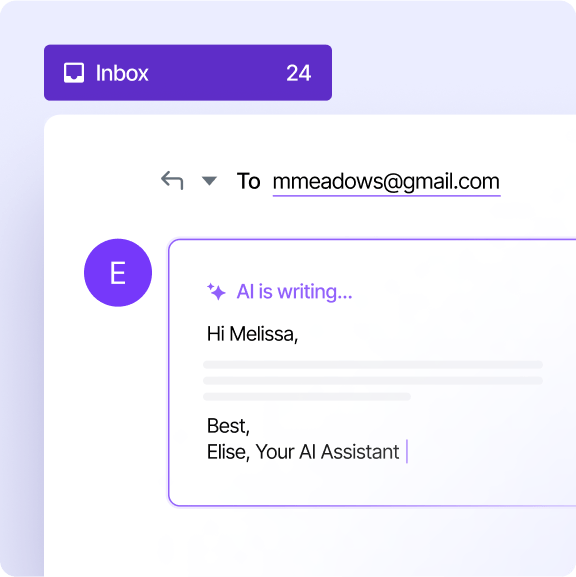 Inbox 24
To mmeadows@gmail.com
E
AI is writing...
Hi Melissa,
Best,
Elise, Your AI Assistant